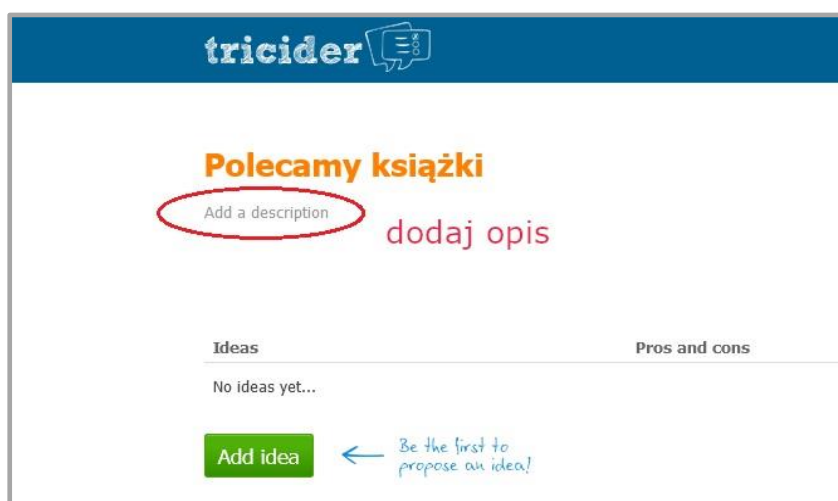 tricider
Polecamy książki
Add a description
dodaj opis
Ideas Pros and cons
No ideas yet...
Add idea
Be the first to
propose an idea!